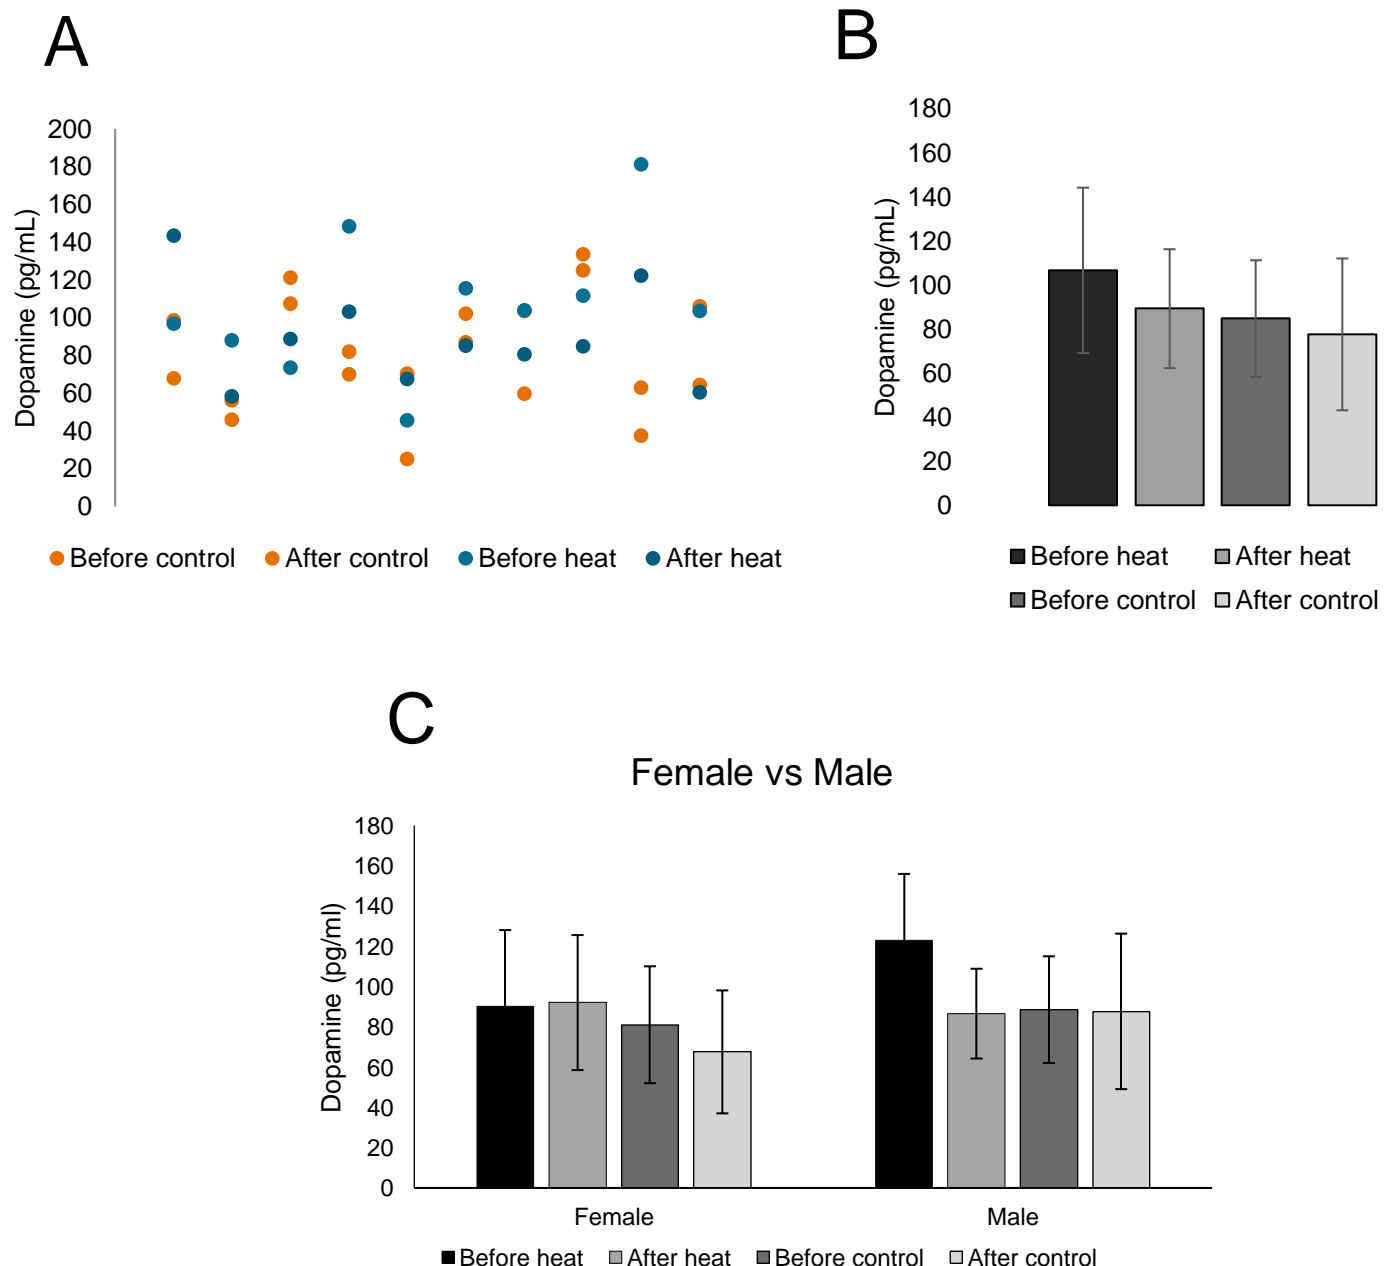 A
B
200
180
160
140
120
100
80
60
40
20
0
Dopamine (pg/mL)
Before control After control Before heat After heat
180
160
140
120
100
80
60
40
20
0
Dopamine (pg/mL)
Before heat After heat
Before control After control
C
Female vs Male
180
160
140
120
100
80
60
40
20
0
Dopamine (pg/ml)
Female Male
Before heat After heat Before control After control